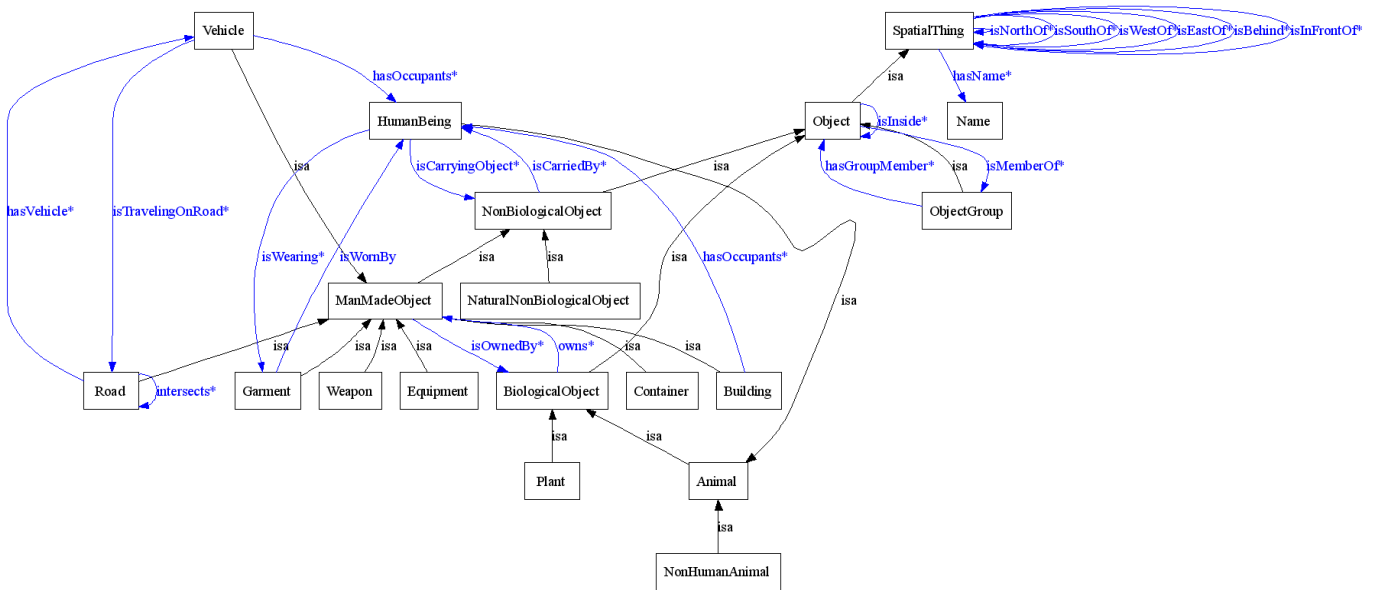 Vehicle
SpatialThing
isNorthOf*
isSouthOf*
isWestOf*
isEastOf*
isBehind*
isInFrontOf*
hasOccupants*
isa
hasName*
HumanBeing
Object
isInside*
Name
isCarryingObject*
isCarriedBy*
isa
isa
hasGroupMember*
isa
isMemberOf*
hasVehicle*
isTravelingOnRoad*
NonBiologicalObject
ObjectGroup
isWearing*
isWornBy
isa
isa
isa
hasOccupants*
ManMadeObject
NaturalNonBiologicalObject
isa
isa
isa
isa
isa
isOwnedBy*
owns*
isa
isa
Road
intersects*
Garment
Weapon
Equipment
BiologicalObject
Container
Building
isa
isa
Plant
Animal
isa
NonHumanAnimal